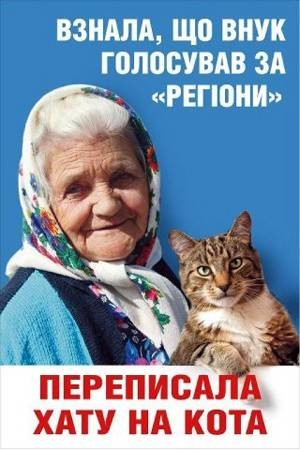 ВЗНАЛА, ЩО ВНУК
ГОЛОСУВАВ ЗА
«РЕГІОНИ»
ПЕРЕПИСАЛА
ХАТУ НА КОТА